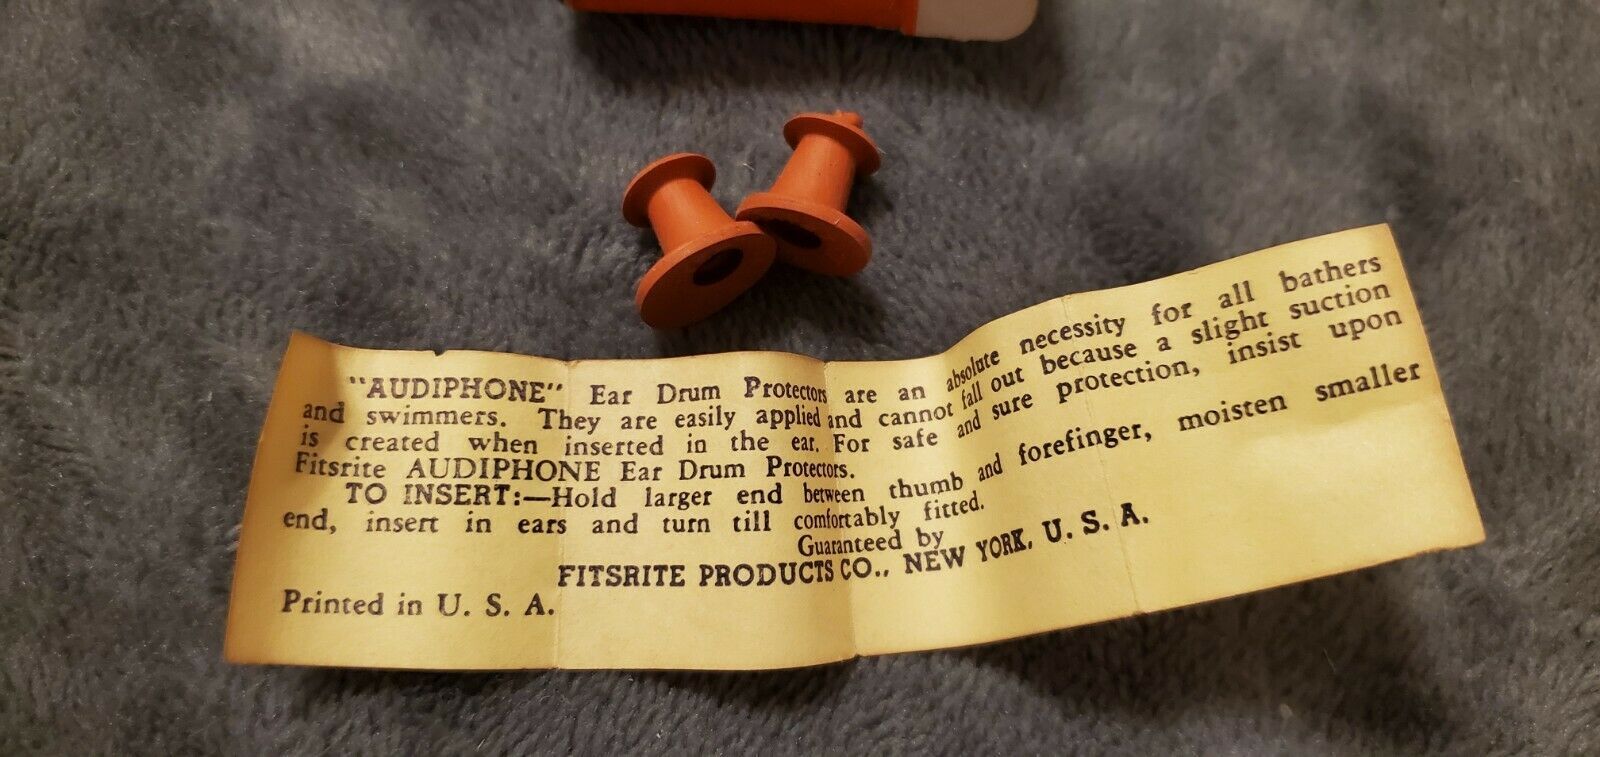 "AUDIPHONE" Ear Drum Protectors are an absolute necessity for all bathers
and swimmers. They are easily applied and cannot fall out because a slight suction
is created when inserted in the ear. For safe and sure protection, insist upon
Fitsrite AUDIPHONE Ear Drum Protectors.
TO INSERT:—Hold larger end between thumb and forefinger, moisten smaller
end, insert in ears and turn till comfortably fitted.
Guaranteed by
FITSRITE PRODUCTS CO., NEW YORK, U. S. A.
Printed in U. S. A.